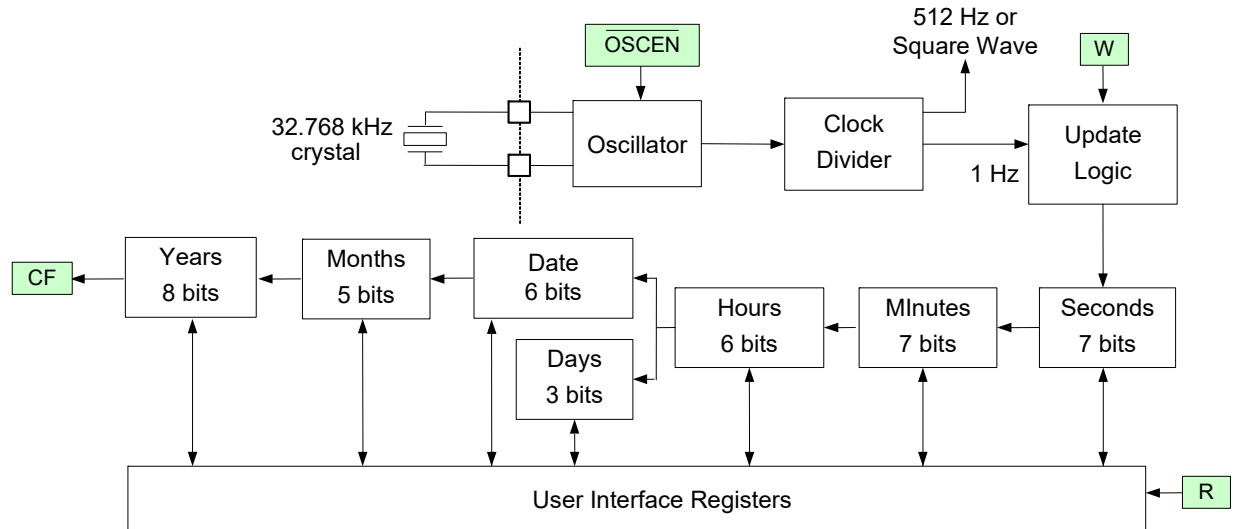 512 Hz or
Square Wave
OSCEN
W
32.768 kHz
crystal
Oscillator
Clock
Divider
1 Hz
Update
Logic
CF
Years
8 bits
Months
5 bits
Date
6 bits
Days
3 bits
Hours
6 bits
MInutes
7 bits
Seconds
7 bits
User Interface Registers
R